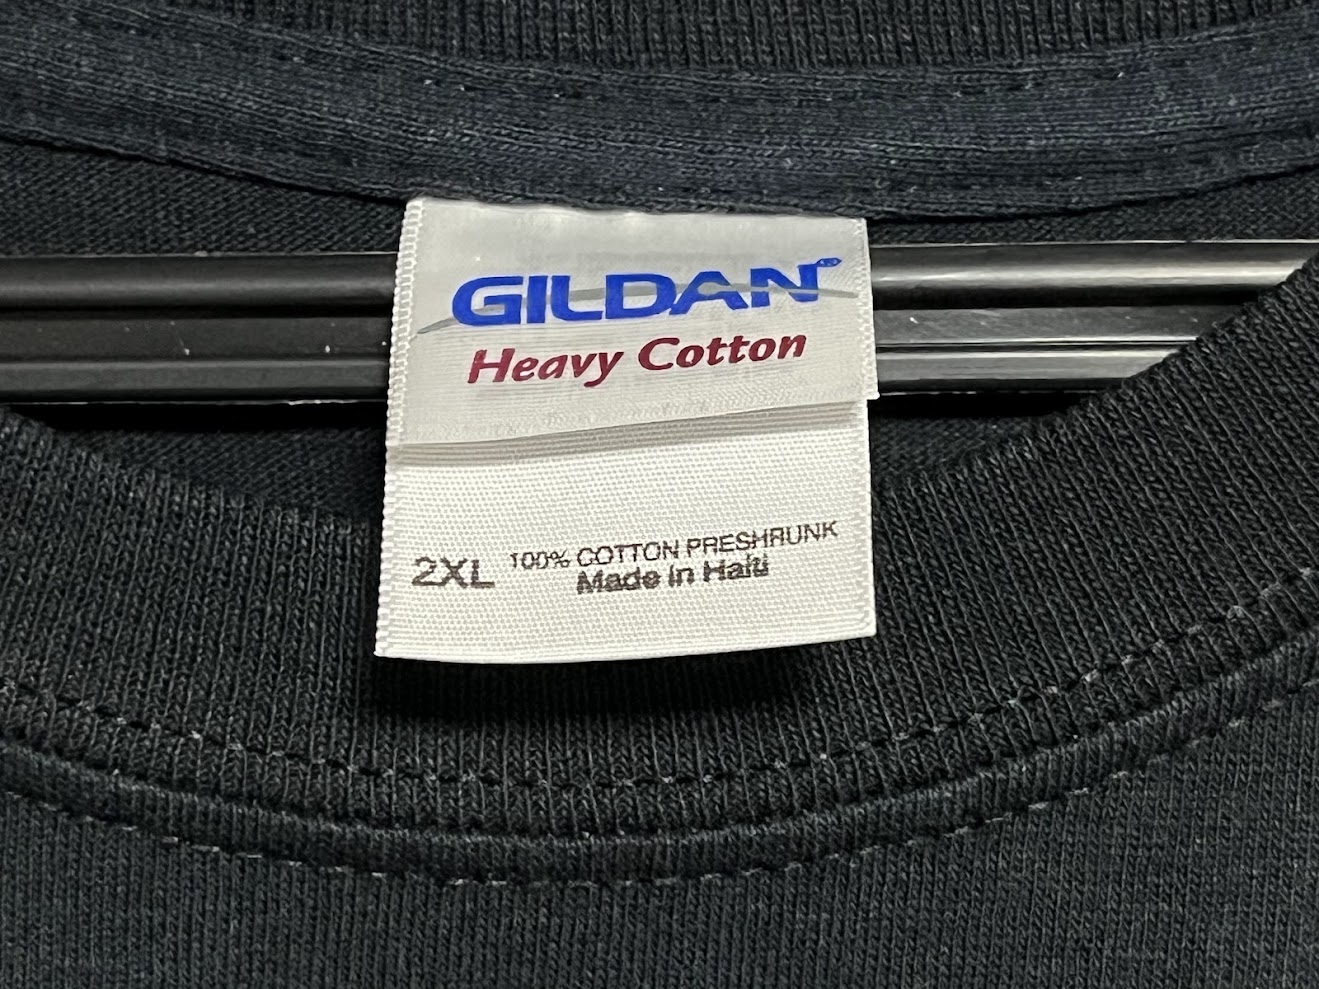 GILDAN®
Heavy Cotton
2XL 100% COTTON PRESHRUNK
Made in Haiti